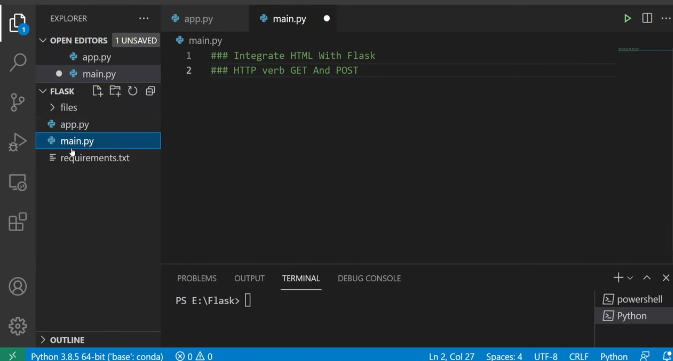 EXPLORER
OPEN EDITORS 1 UNSAVED
app.py
main.py
FLASK
files
app.py
main.py
requirements.txt
OUTLINE
app.py main.py
main.py
1 ### Integrate HTML With Flask
2 ### HTTP verb GET And POST
PROBLEMS OUTPUT TERMINAL DEBUG CONSOLE
PS E:\Flask>
powershell
Python
1
Python 3.8.5 64-bit ('base': conda) 0 0 Ln 2, Col 27 Spaces: 4 UTF-8 CRLF Python